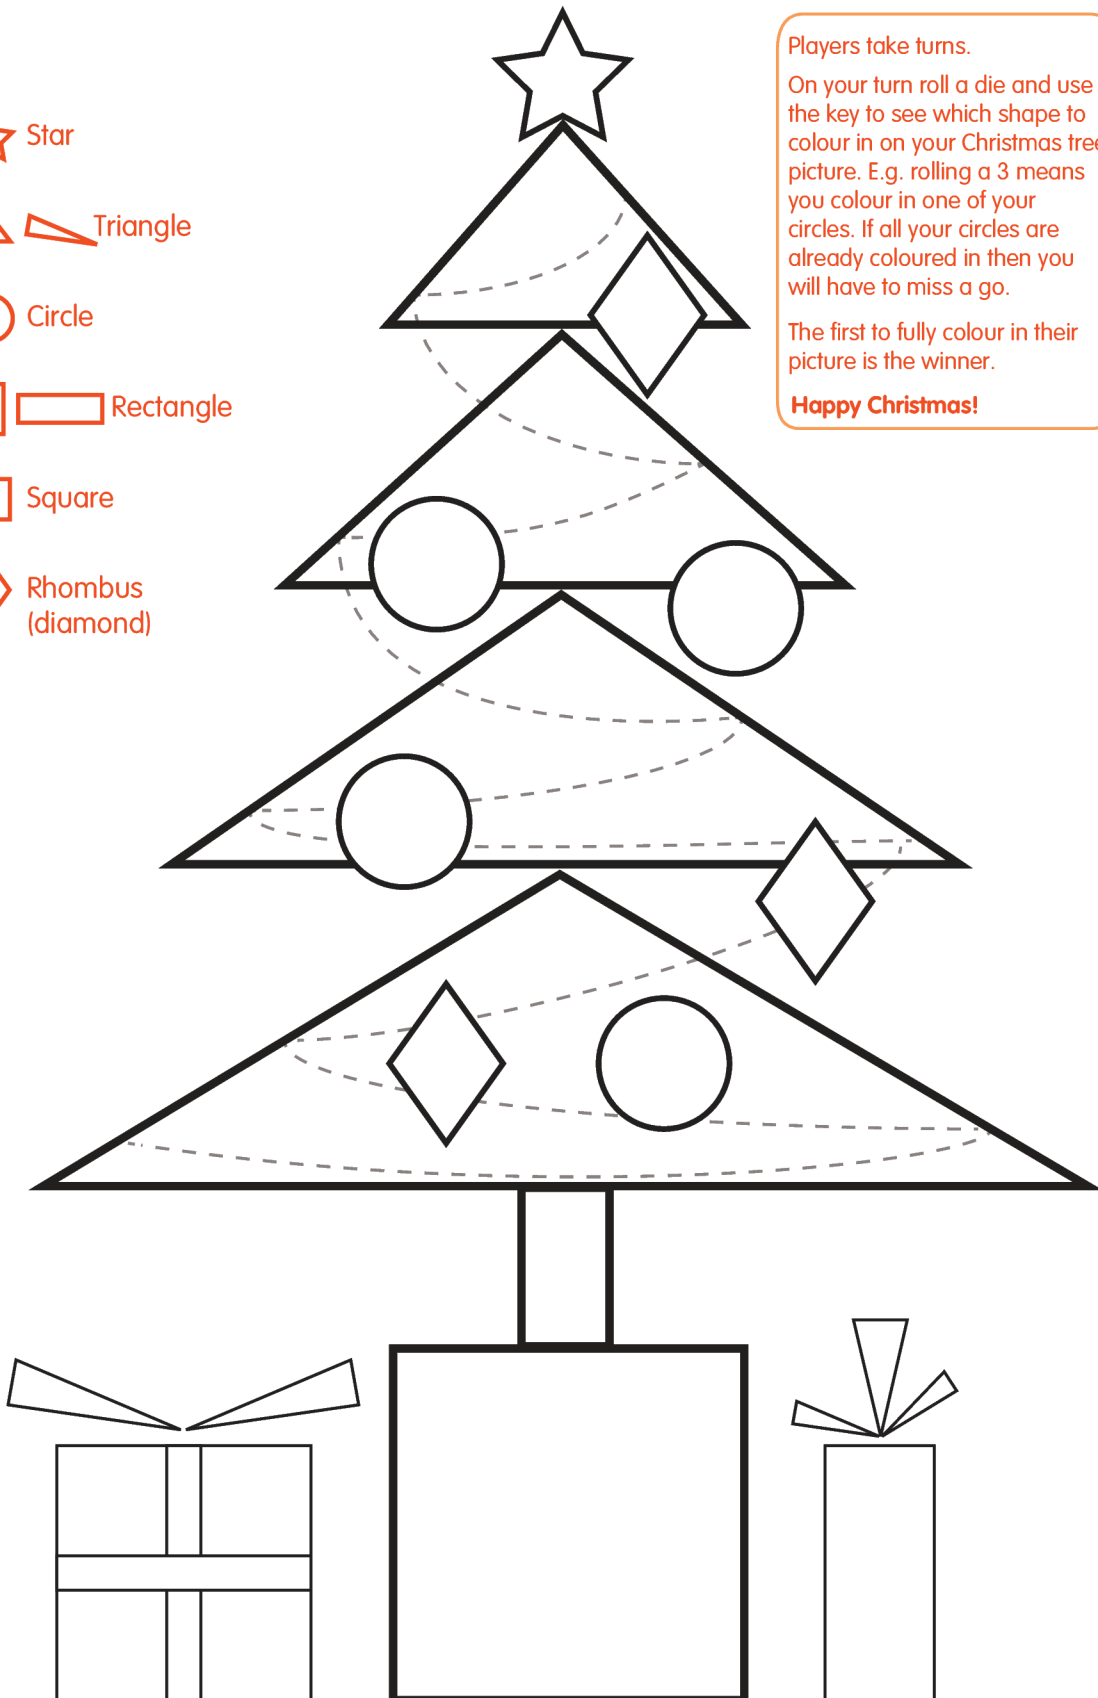 Star
Triangle
Circle
Rectangle
Square
Rhombus
(diamond)
Players take turns.
On your turn roll a die and use
the key to see which shape to
colour in on your Christmas tree
picture. E.g. rolling a 3 means
you colour in one of your
circles. If all your circles are
already coloured in then you
will have to miss a go.
The first to fully colour in their
picture is the winner.
Happy Christmas!